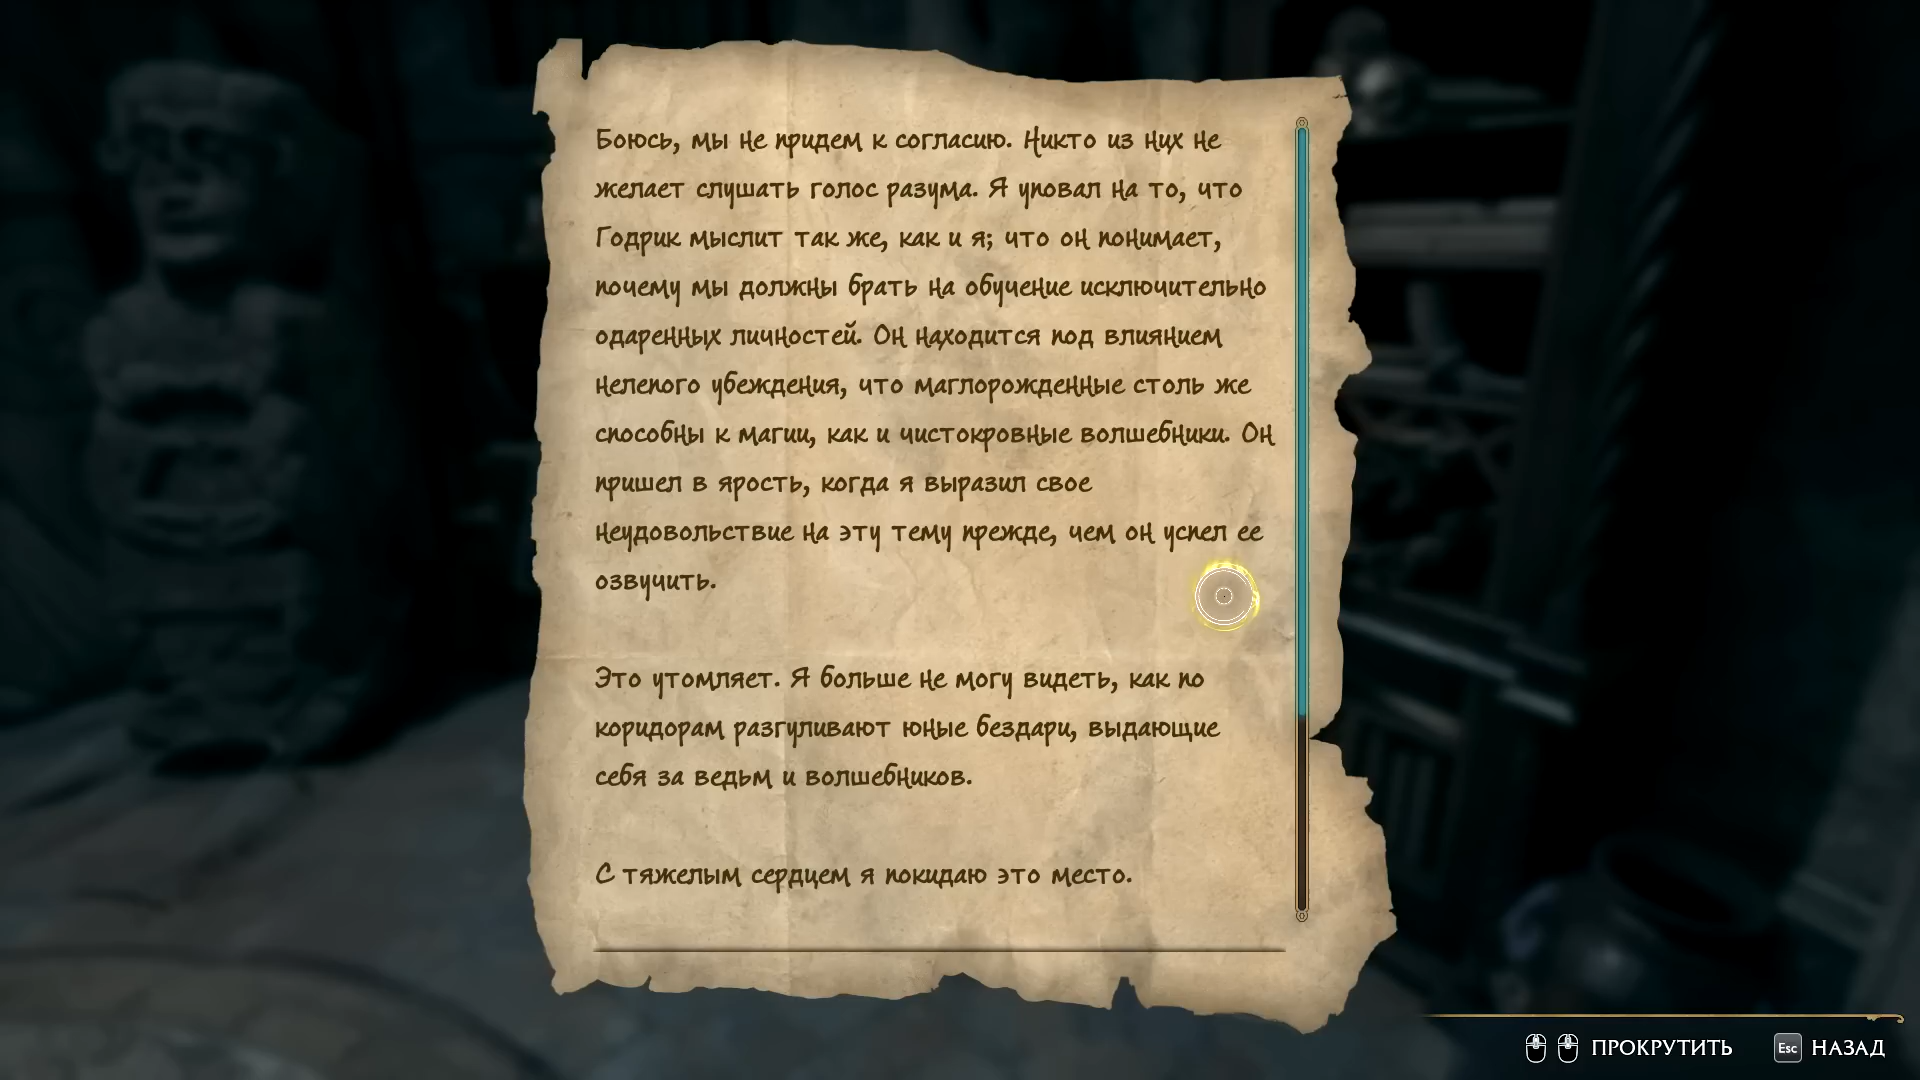 Боюсь, мы не придем к согласию. Никто из них не
желает слушать голос разума. Я уповал на то, что
Годрик мыслит так же, как и я; что он понимает,
почему мы должны брать на обучение исключительно
одаренных личностей. Он находится под влиянием
нелепого убеждения, что маглорожденные столь же
способны к магии, как и чистокровные волшебники. Он
пришел в ярость, когда я выразил свое
неудовольствие на эту тему прежде, чем он успел ее
озвучить.
Это утомляет. Я больше не могу видеть, как по
коридорам разгуливают юные бездари, выдающие
себя за ведьм и волшебников.
С тяжелым сердцем я покидаю это место.
ПРОКРУТИТЬ Esc НАЗАД